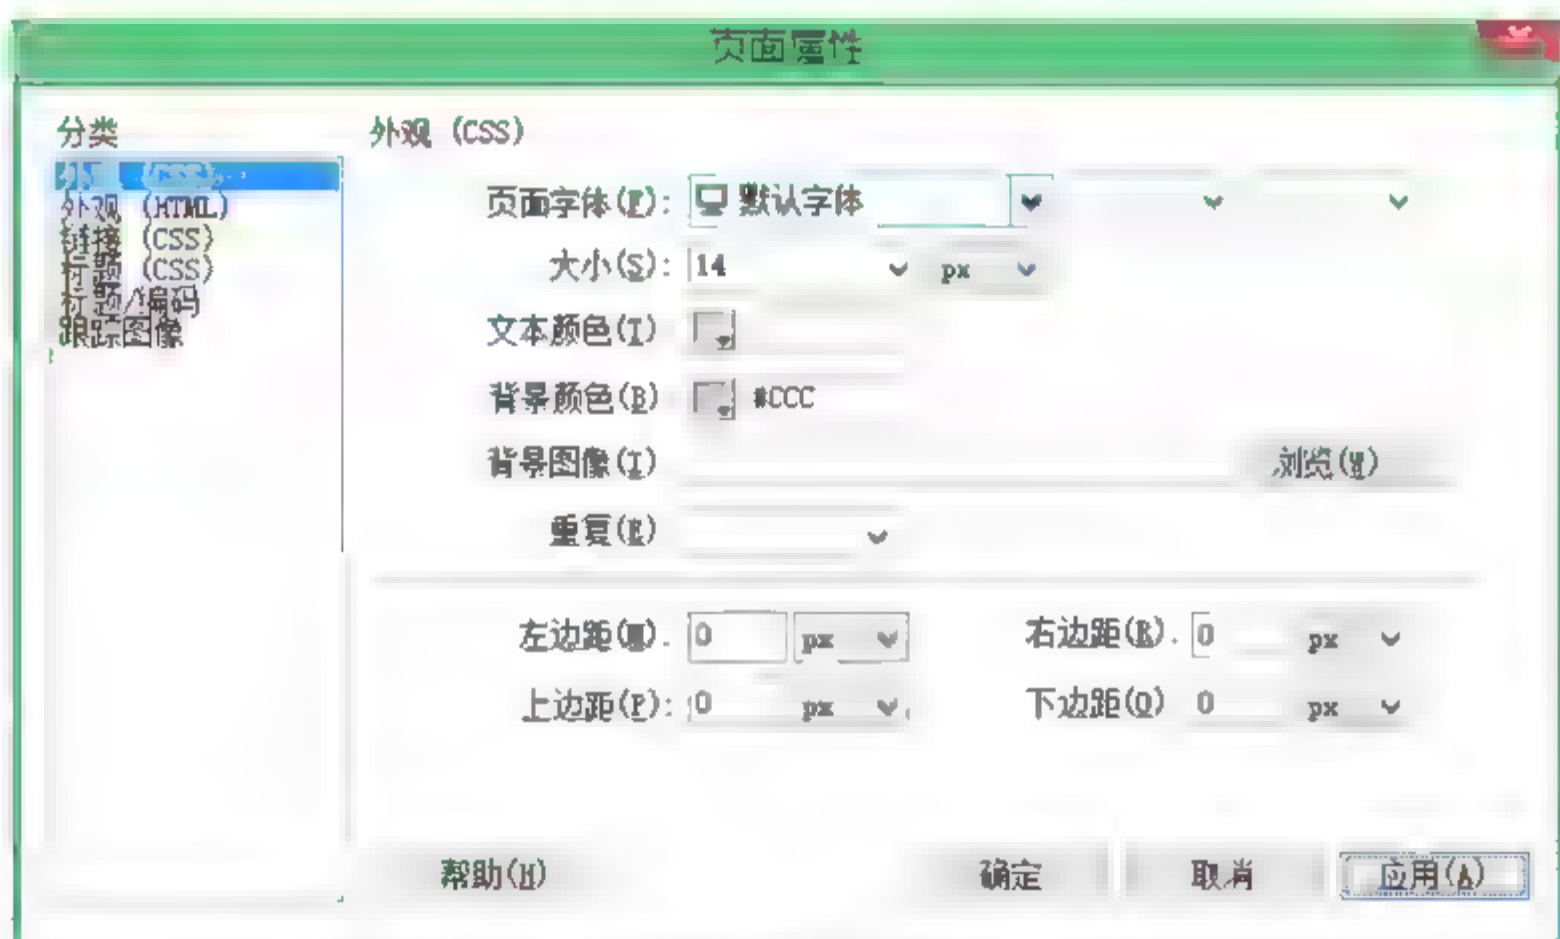 页面属性
分类
外观 (CSS)
外观 (CSS)
外观 (HTML)
链接 (CSS)
标题 (CSS)
标题/编码
跟踪图像
页面字体(F): 默认字体
大小(S): 14 px
文本颜色(T)
背景颜色(B) #CCC
背景图像(I) 浏览(W)
重复(E)
左边距(M). 0 px 右边距(R). 0 px
上边距(P): 0 px 下边距(O) 0 px
帮助(H) 确定 取消 应用(A)